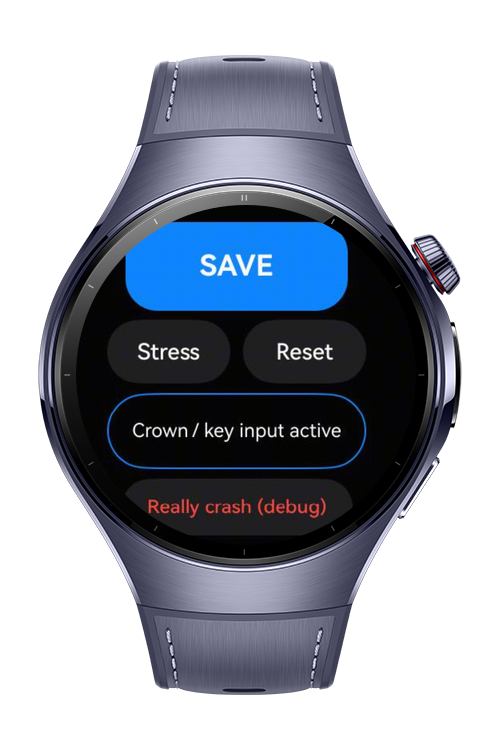 SAVE
Stress
Reset
Crown / key input active
Really crash (debug)